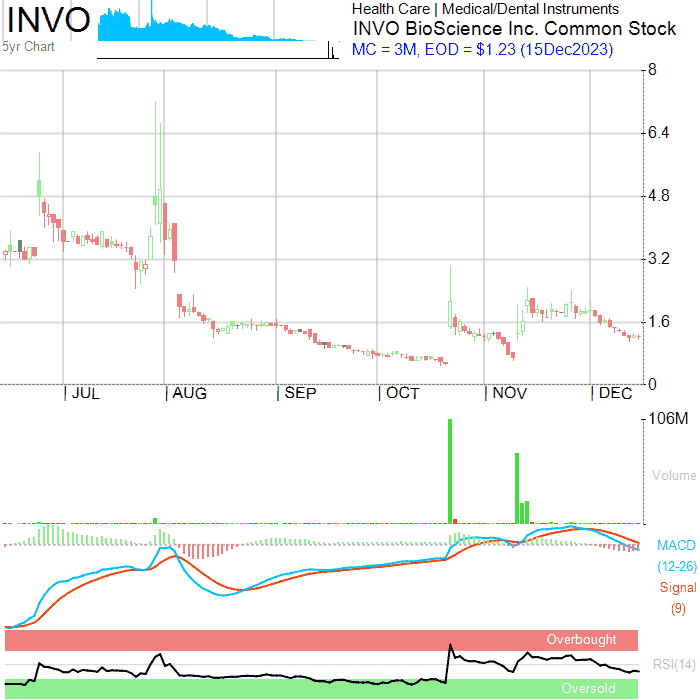 INVO
5yr Chart
Health Care | Medical/Dental Instruments
INVO BioScience Inc. Common Stock
MC = 3M, EOD = $1.23 (15Dec2023)
8
6.4
4.8
3.2
1.6
0
JUL
AUG
SEP
OCT
NOV
DEC
106M
Volume
MACD
(12-26)
Signal
(9)
Overbought
RSI(14)
Oversold